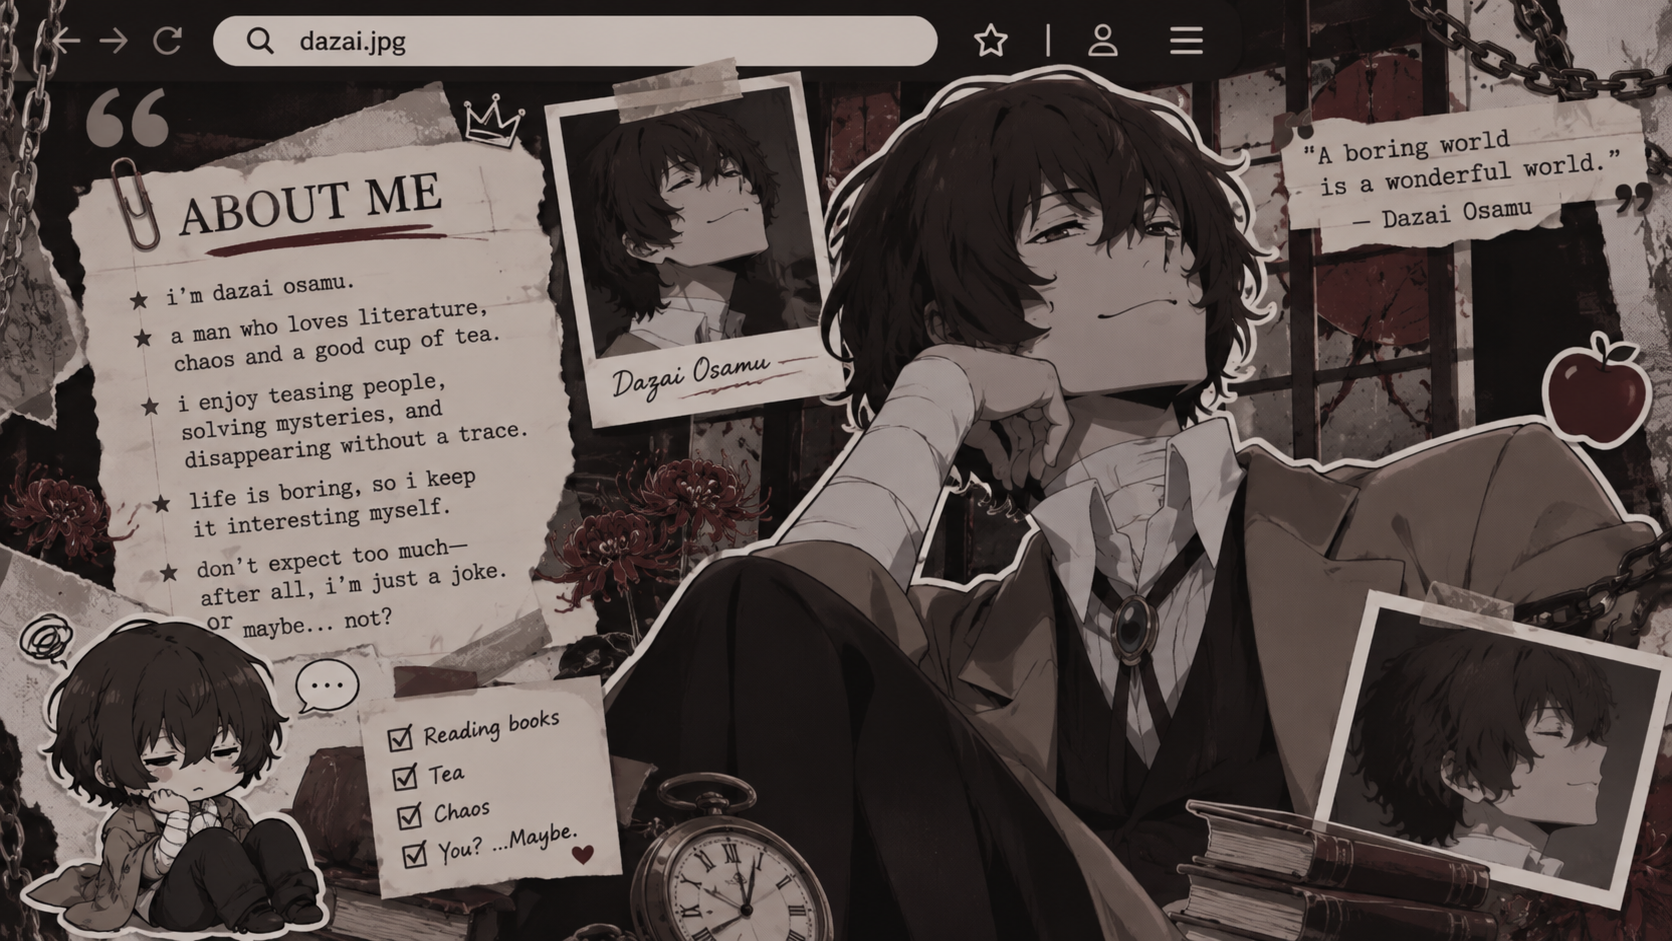 dazai.jpg
ABOUT ME
i'm dazai osamu.
a man who loves literature,
chaos and a good cup of tea.
i enjoy teasing people,
solving mysteries, and
disappearing without a trace.
life is boring, so i keep
it interesting myself.
don't expect too much—
after all, i'm just a joke.
or maybe... not?
Dazai Osamu
"A boring world
is a wonderful world."
— Dazai Osamu
...
Reading books
Tea
Chaos
You? ...Maybe.